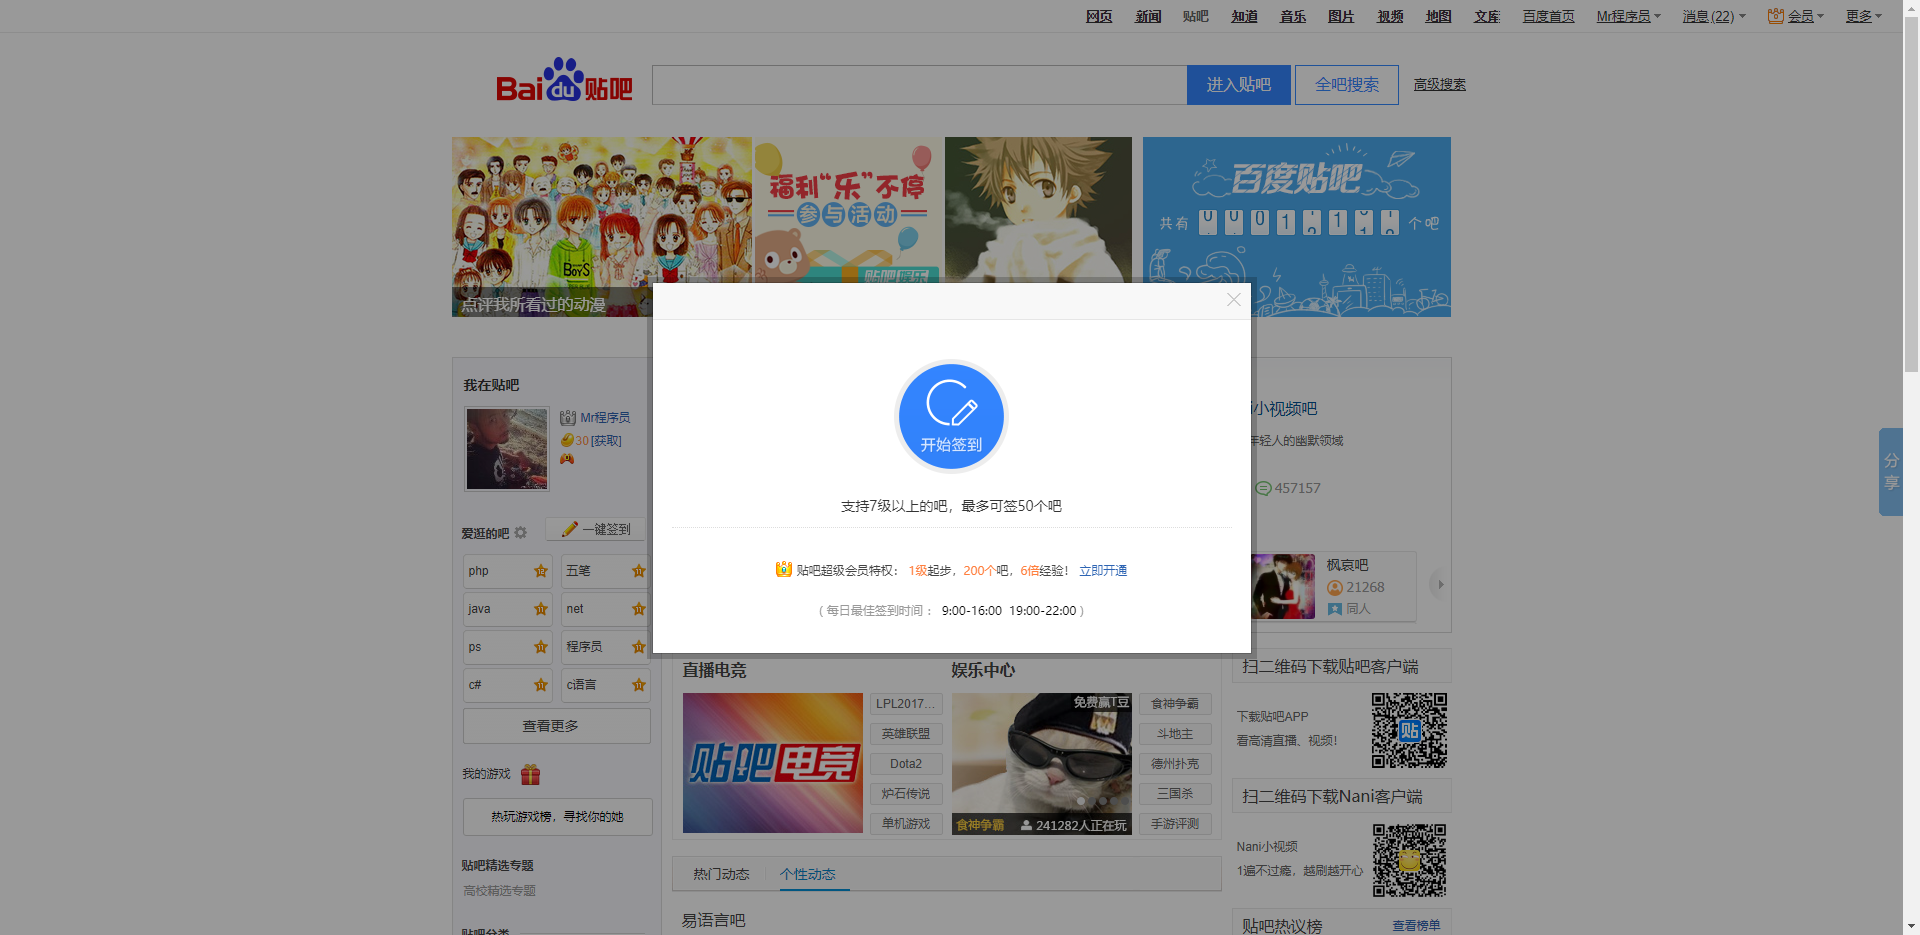 网页 新闻 贴吧 知道 音乐 图片 视频 地图 文库 百度首页 Mr程序员 消息(22) 会员 更多
Bai du 贴吧
进入贴吧 全吧搜索 高级搜索
点评我所看过的动漫
BOYS
福利“乐”不停
参与活动
贴吧娱乐
百度贴吧
共有
个吧
开始签到
支持7级以上的吧，最多可签50个吧
贴吧超级会员特权： 1级起步，200个吧，6倍经验！ 立即开通
( 每日最佳签到时间： 9:00-16:00 19:00-22:00 )
我在贴吧
Mr程序员
30[获取]
爱逛的吧 一键签到
php 五笔
java net
ps 程序员
c# c语言
查看更多
我的游戏
热玩游戏榜，寻找你的她
贴吧精选专题
高校精选专题
贴吧分类
小视频吧
年轻人的幽默领域
457157
枫哀吧
21268
同人
分享
直播电竞
贴吧电竞
LPL2017...
英雄联盟
Dota2
炉石传说
单机游戏
娱乐中心
免费赢T豆
食神争霸 241282人正在玩
食神争霸
斗地主
德州扑克
三国杀
手游评测
热门动态 个性动态
易语言吧
扫二维码下载贴吧客户端
下载贴吧APP
看高清直播、视频！
贴
扫二维码下载Nani客户端
Nani小视频
1遍不过瘾，越刷越开心
贴吧热议榜 查看榜单